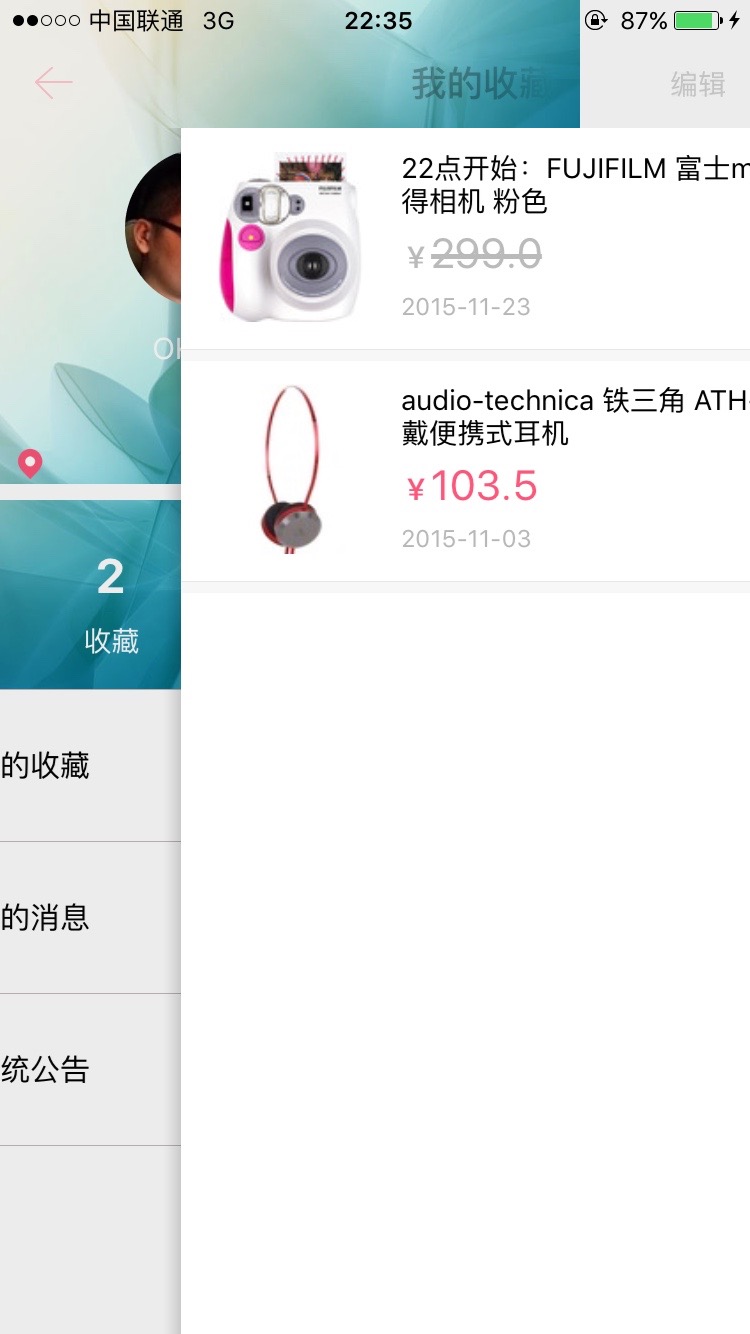 中国联通 3G 22:35 87%
我的收藏 编辑
22点开始：FUJIFILM 富士m
得相机 粉色
¥299.0
2015-11-23
OK
audio-technica 铁三角 ATH-
戴便携式耳机
¥103.5
2015-11-03
2
收藏
的收藏
的消息
统公告